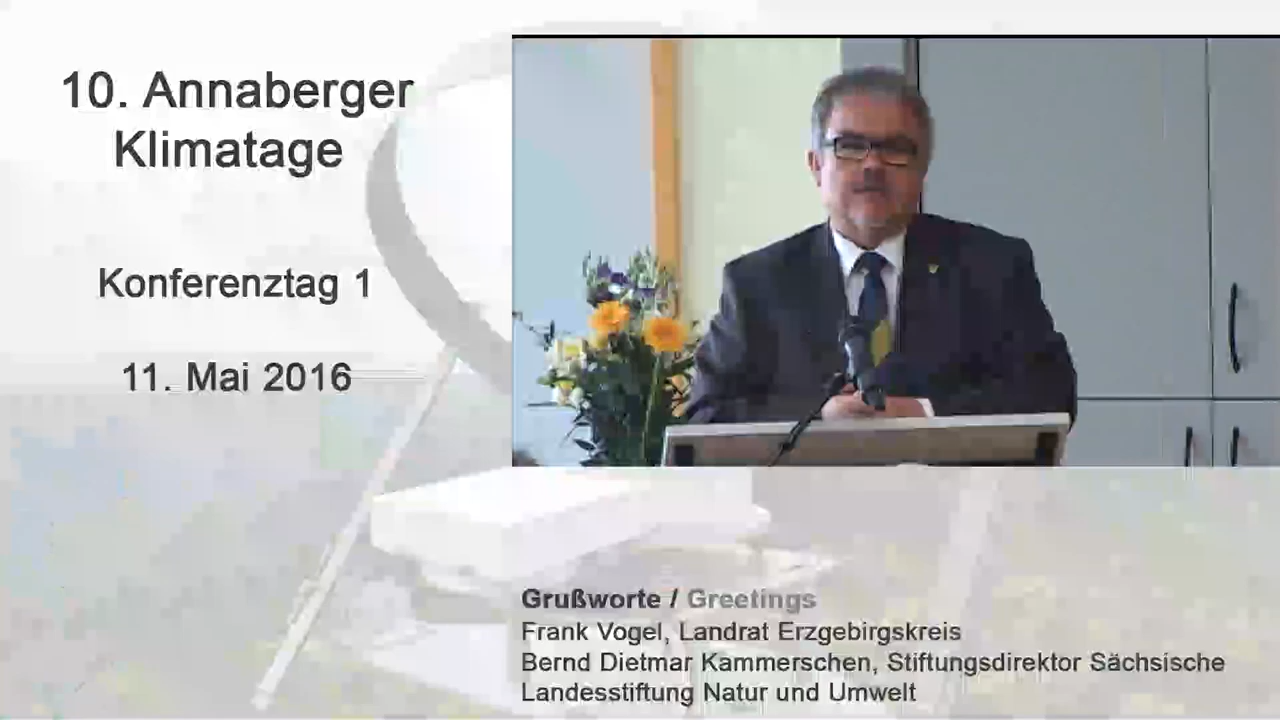 10. Annaberger
Klimatage
Konferenztag 1
11. Mai 2016
Grußworte / Greetings
Frank Vogel, Landrat Erzgebirgskreis
Bernd Dietmar Kammerschen, Stiftungsdirektor Sächsische
Landesstiftung Natur und Umwelt